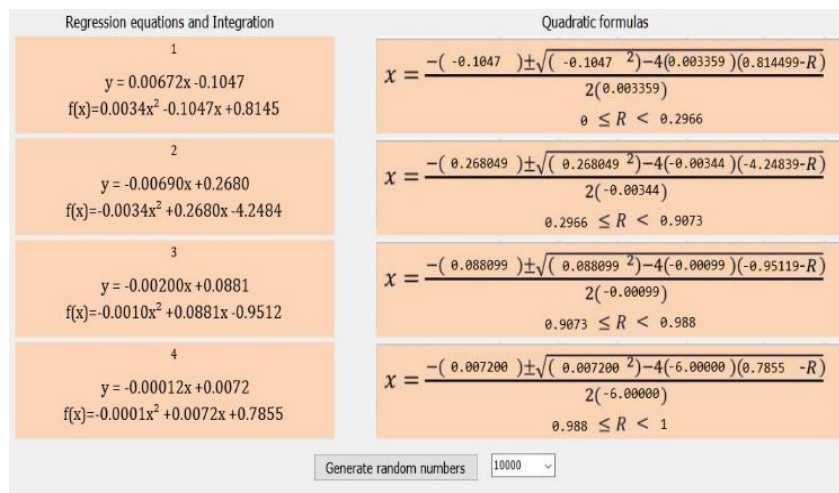 Regression equations and Integration
1
y = 0.00672x -0.1047
f(x)=0.0034x² -0.1047x +0.8145
2
y = -0.00690x +0.2680
f(x)=-0.0034x² +0.2680x -4.2484
3
y = -0.00200x +0.0881
f(x)=-0.0010x² +0.0881x -0.9512
4
y = -0.00012x +0.0072
f(x)=-0.0001x² +0.0072x +0.7855
Quadratic formulas
−( -0.1047 )±√( -0.1047 ²)−4(0.003359)(0.814499-R)
x =
2(0.003359)
0 ≤ R < 0.2966
−( 0.268049 )±√( 0.268049 ²)−4(-0.00344)(-4.24839-R)
x =
2(-0.00344)
0.2966 ≤ R < 0.9073
−( 0.088099 )±√( 0.088099 ²)−4(-0.00099)(-0.95119-R)
x =
2(-0.00099)
0.9073 ≤ R < 0.988
−( 0.007200 )±√( 0.007200 ²)−4(-6.00000)(0.7855 -R)
x =
2(-6.00000)
0.988 ≤ R < 1
Generate random numbers 10000